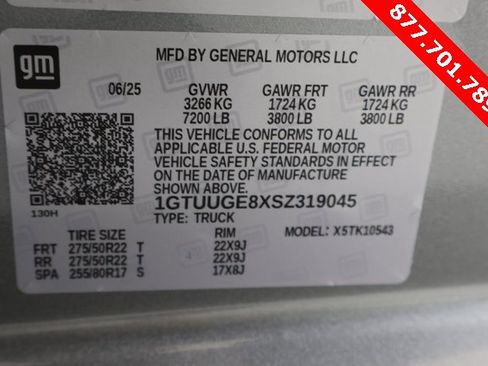 877.701.789
gm
MFD BY GENERAL MOTORS LLC
06/25 GVWR GAWR FRT GAWR RR
3266 KG 1724 KG 1724 KG
7200 LB 3800 LB 3800 LB
THIS VEHICLE CONFORMS TO ALL
APPLICABLE U.S. FEDERAL MOTOR
VEHICLE SAFETY STANDARDS IN EFFECT
ON THE DATE OF MANUFACTURE
SHOWN ABOVE.
130H
1GTUUGE8XSZ319045
TYPE: TRUCK MODEL: X5TK10543
TIRE SIZE RIM
FRT 275/50R22 T 22X9J
RR 275/50R22 T 4 22X9J
SPA 255/80R17 S 17X8J